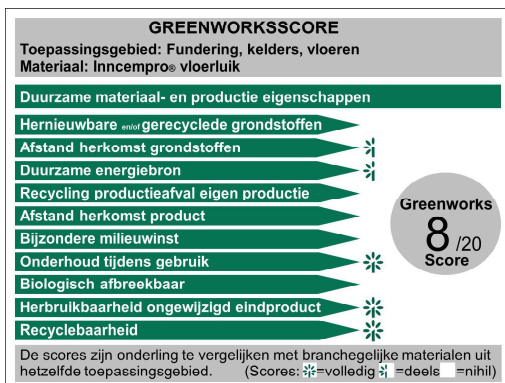 GREENWORKSSCORE
Toepassingsgebied: Fundering, kelders, vloeren
Materiaal: Inncempro® vloerluik
Duurzame materiaal- en productie eigenschappen
Hernieuwbare en/of gerecyclede grondstoffen
Afstand herkomst grondstoffen
Duurzame energiebron
Recycling productieafval eigen productie
Afstand herkomst product
Bijzondere milieuwinst
Onderhoud tijdens gebruik
Biologisch afbreekbaar
Herbruikbaarheid ongewijzigd eindproduct
Recyclebaarheid
Greenworks
8 /20
Score
De scores zijn onderling te vergelijken met branchegelijke materialen uit
hetzelfde toepassingsgebied. (Scores: =volledig =deels =nihil)